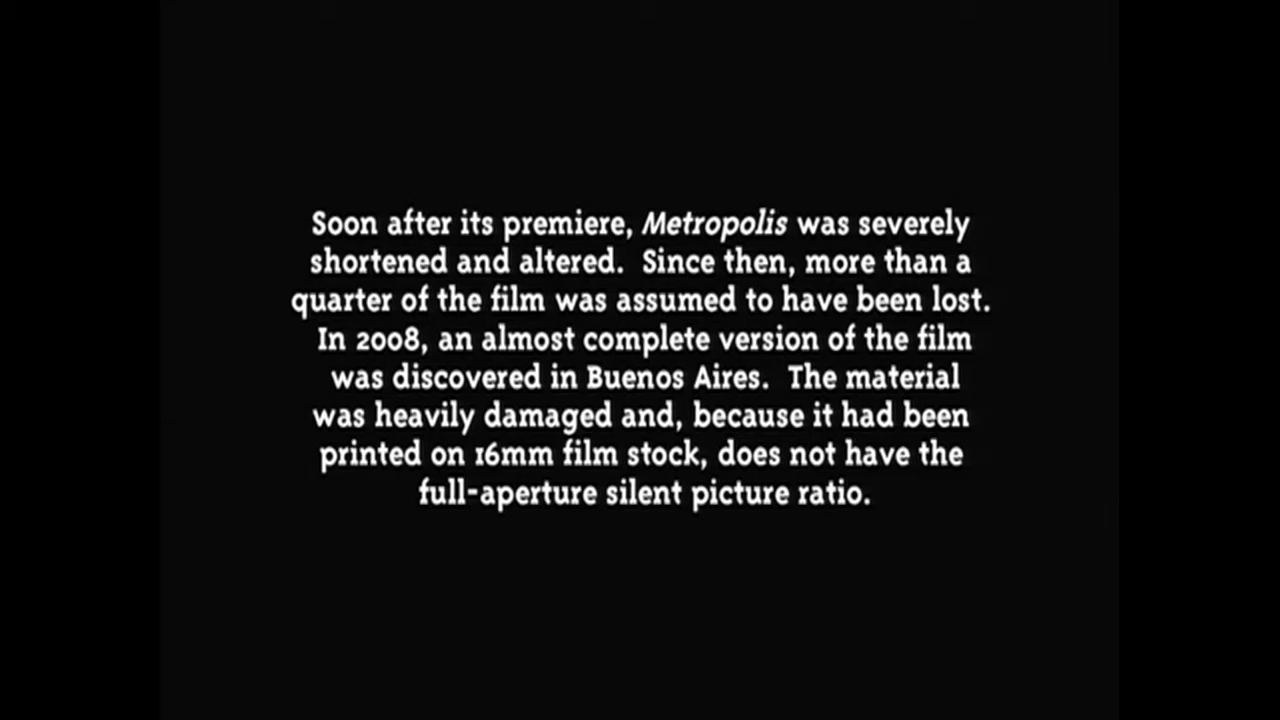 Soon after its premiere, Metropolis was severely
shortened and altered.  Since then, more than a
quarter of the film was assumed to have been lost.
In 2008, an almost complete version of the film
was discovered in Buenos Aires.  The material
was heavily damaged and, because it had been
printed on 16mm film stock, does not have the
full-aperture silent picture ratio.